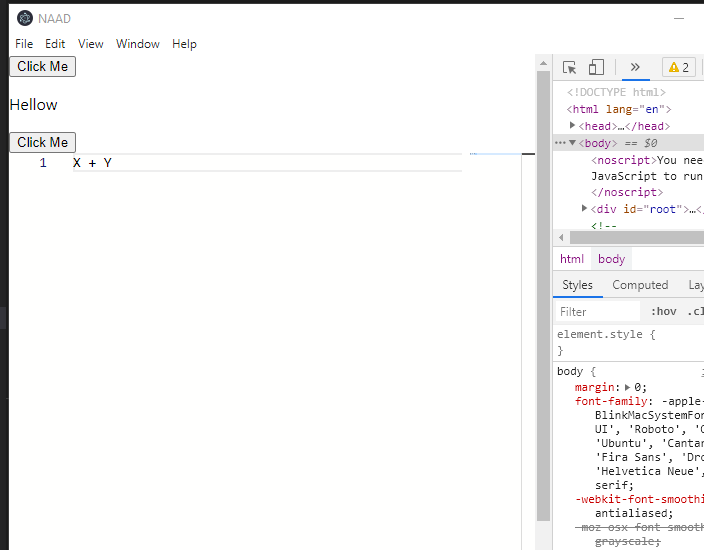 NAAD
File Edit View Window Help
Click Me
Hellow
Click Me
1 X + Y
2
<!DOCTYPE html>
<html lang="en">
<head>…</head>
<body> == $0
<noscript>You nee
JavaScript to run
</noscript>
<div id="root">…</
<!--
html body
Styles Computed Lay
Filter :hov .cl
element.style {
}
body {
margin: 0;
font-family: -apple-
BlinkMacSystemFon
UI', 'Roboto', 'O
'Ubuntu', 'Cantar
'Fira Sans', 'Dro
'Helvetica Neue',
serif;
-webkit-font-smoothi
antialiased;
-moz-osx-font-smooth
grayscale;